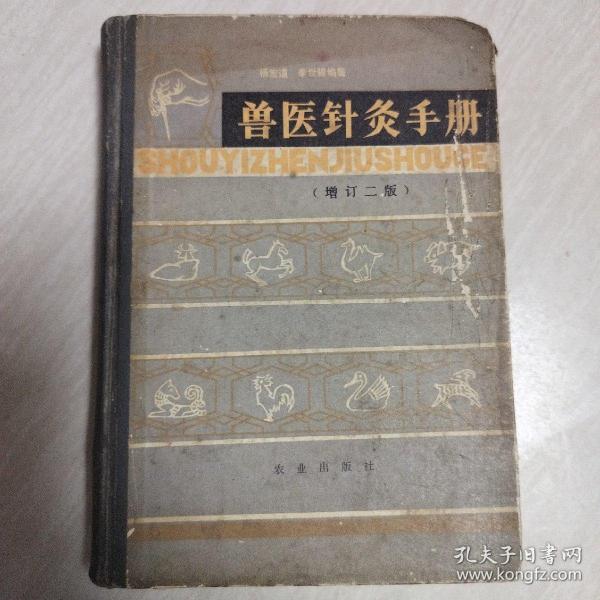 杨宏道 李世骏编著
兽医针灸手册
SHOUYIZHENJIUSHOUCE
（增订二版）
农业出版社
孔夫子旧书网
www.kongfz.com